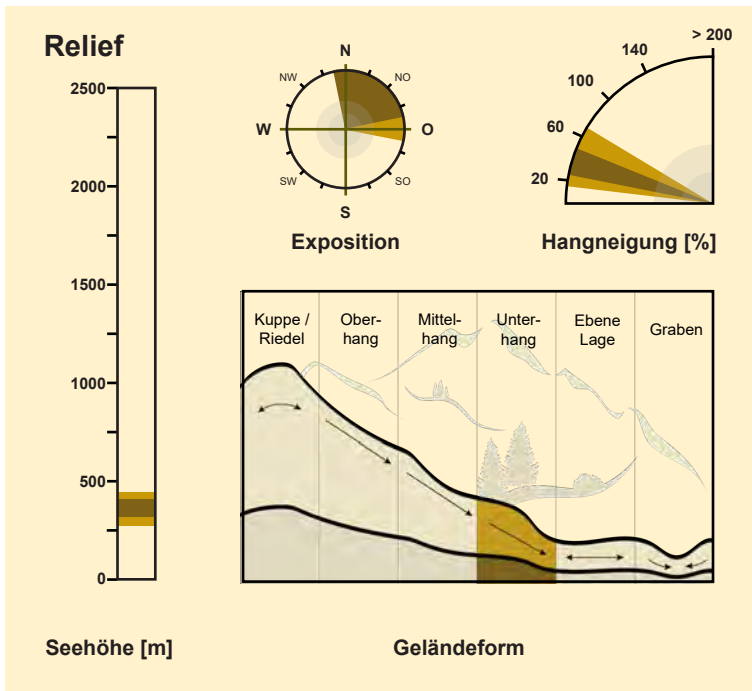 Relief
2500
2000
1500
1000
500
0
Seehöhe [m]
N
NW
NO
W
O
SW
SO
S
Exposition
> 200
140
100
60
20
Hangneigung [%]
Kuppe /
Riedel
Ober-
hang
Mittel-
hang
Unter-
hang
Ebene
Lage
Graben
Geländeform